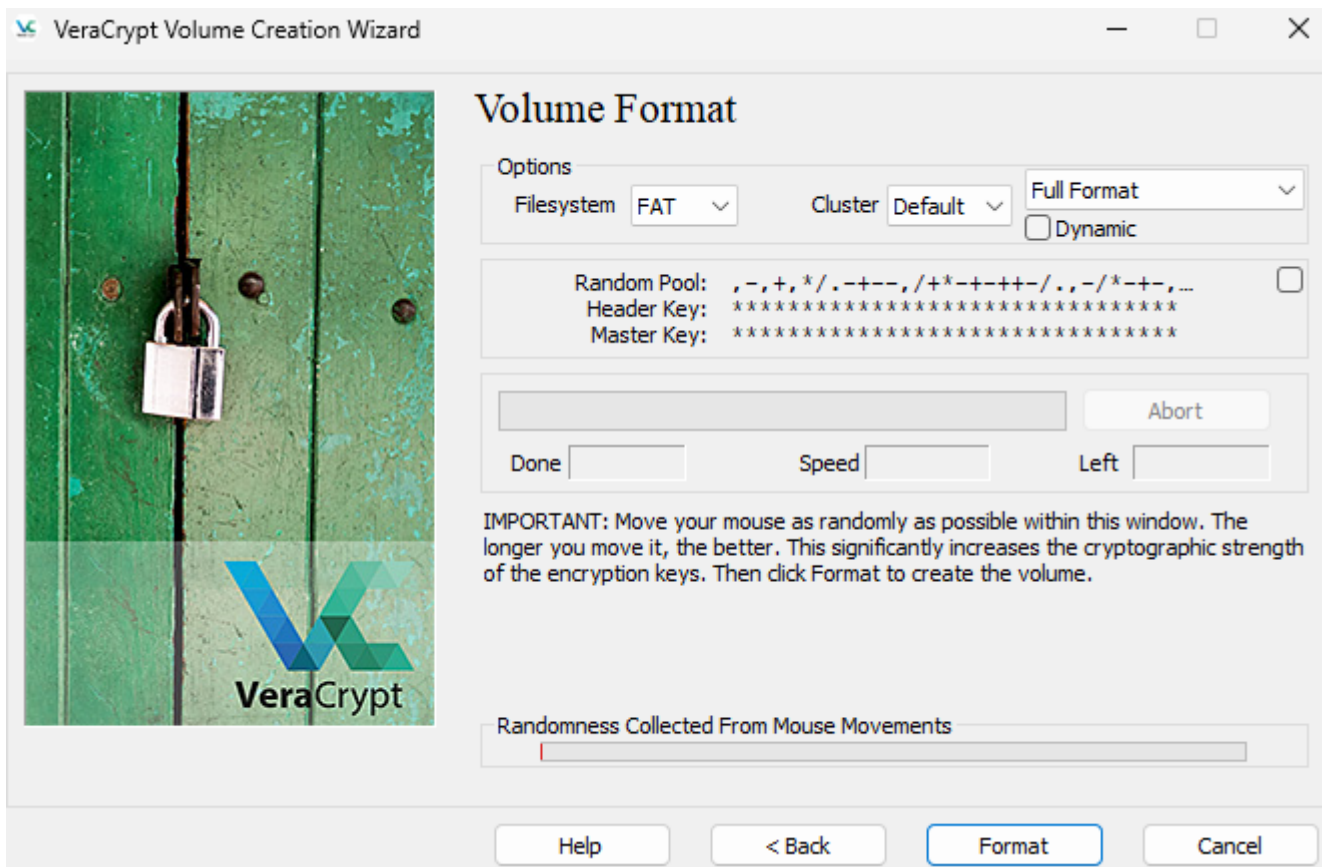 VeraCrypt Volume Creation Wizard
Volume Format
Options
Filesystem FAT Cluster Default Full Format
Dynamic
Random Pool: ,-,+,*/.-+--,/+*-+-++-/.,-/*-+-,...
Header Key: ********************************
Master Key: ********************************
Abort
Done Speed Left
IMPORTANT: Move your mouse as randomly as possible within this window. The
longer you move it, the better. This significantly increases the cryptographic strength
of the encryption keys. Then click Format to create the volume.
VeraCrypt
Randomness Collected From Mouse Movements
Help < Back Format Cancel